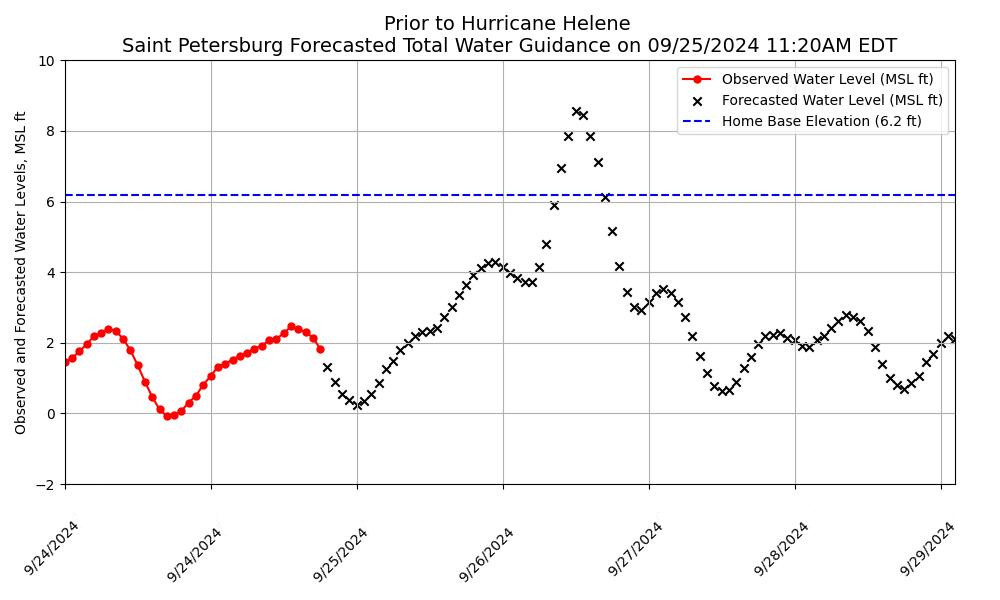 Prior to Hurricane Helene
Saint Petersburg Forecasted Total Water Guidance on 09/25/2024 11:20AM EDT
Observed Water Level (MSL ft)
Forecasted Water Level (MSL ft)
Home Base Elevation (6.2 ft)
Observed and Forecasted Water Levels, MSL ft
10
8
6
4
2
0
−2
9/24/2024
9/24/2024
9/25/2024
9/26/2024
9/27/2024
9/28/2024
9/29/2024